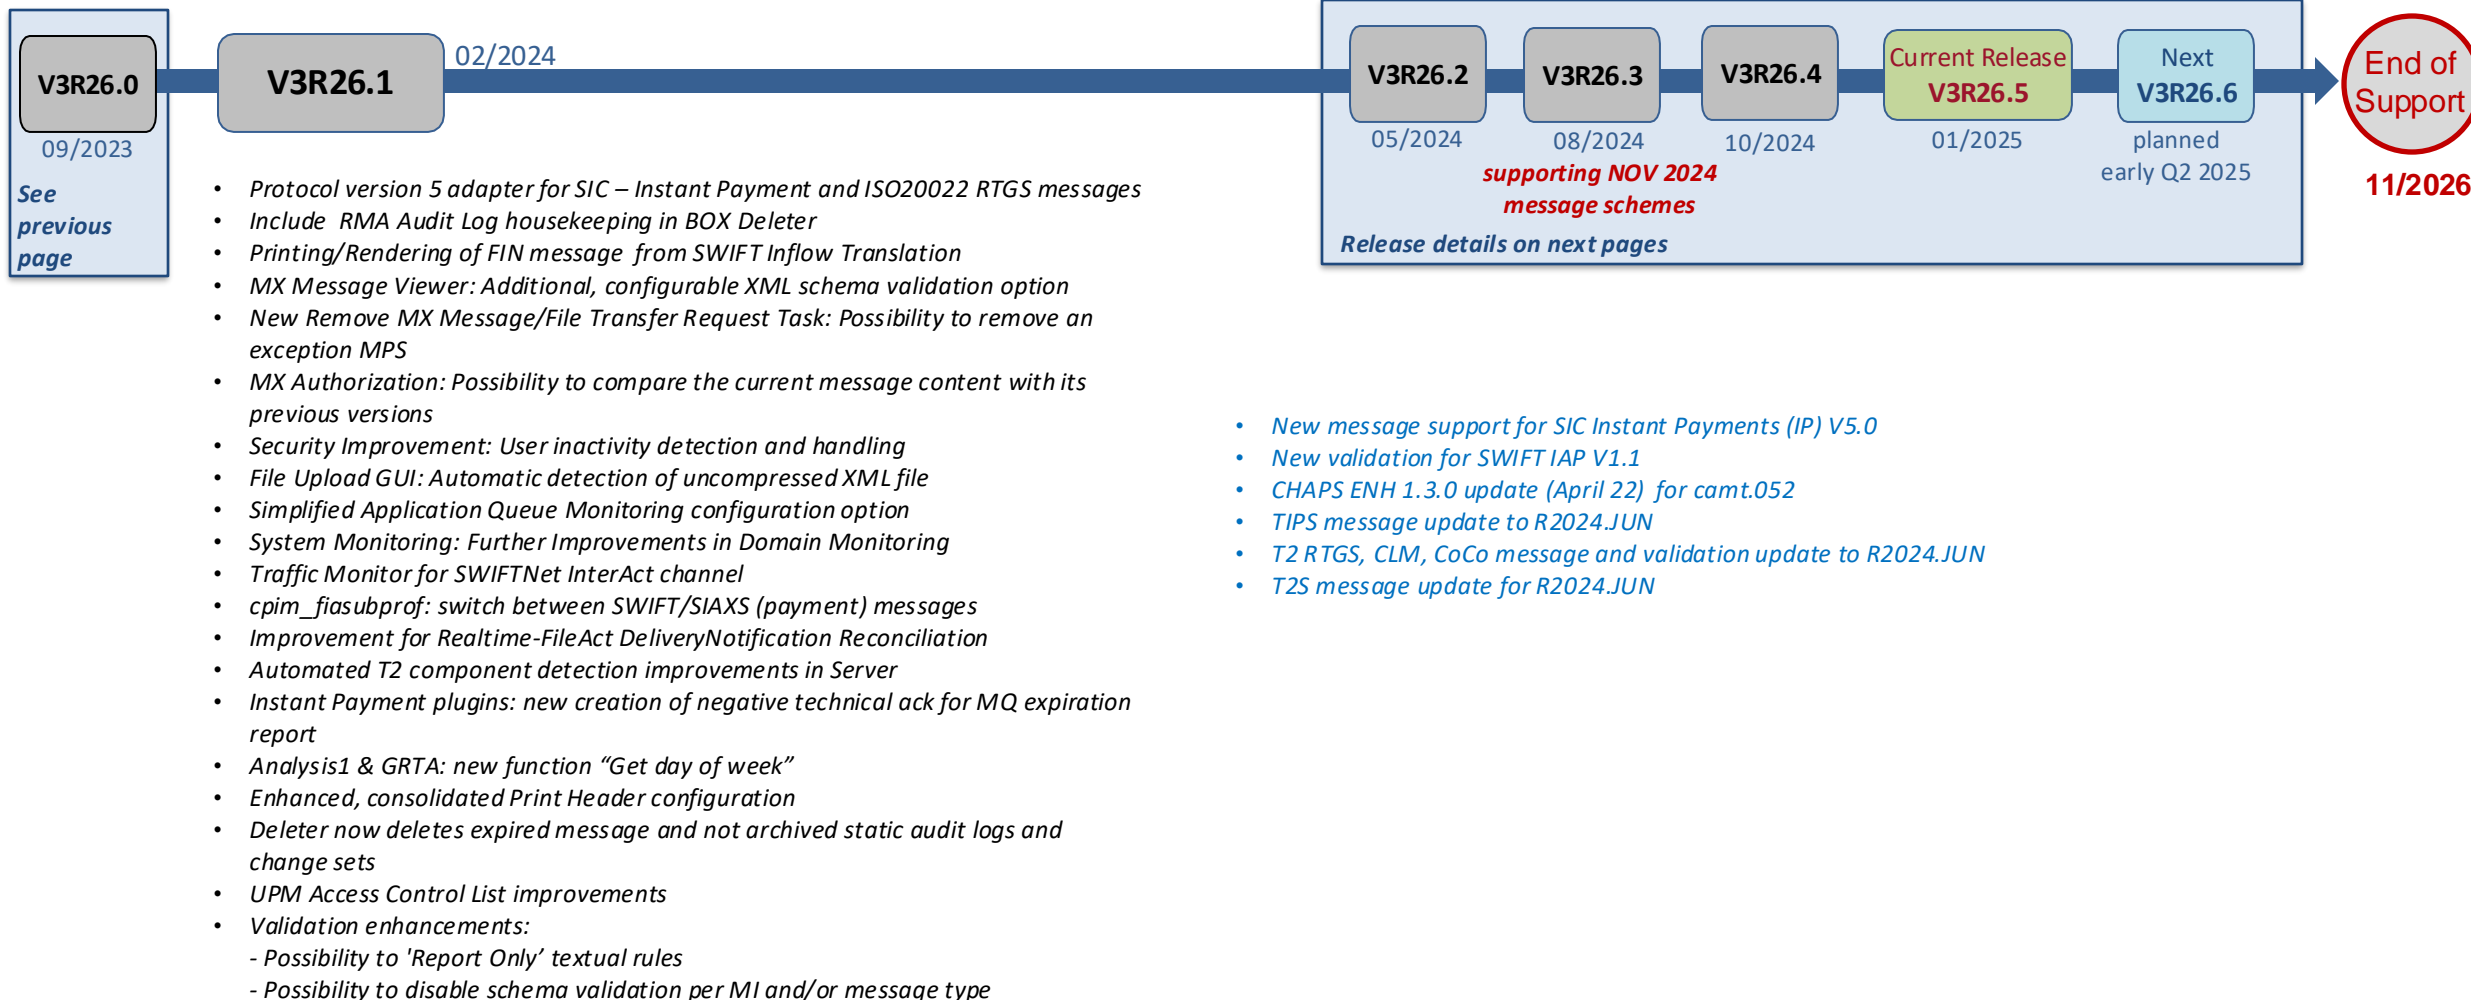 V3R26.0
09/2023
See
previous
page
V3R26.1
02/2024
V3R26.2
05/2024
V3R26.3
08/2024
supporting NOV 2024
message schemes
V3R26.4
10/2024
Current Release
V3R26.5
01/2025
Next
V3R26.6
planned
early Q2 2025
Release details on next pages
End of
Support
11/2026
• Protocol version 5 adapter for SIC – Instant Payment and ISO20022 RTGS messages
• Include RMA Audit Log housekeeping in BOX Deleter
• Printing/Rendering of FIN message from SWIFT Inflow Translation
• MX Message Viewer: Additional, configurable XML schema validation option
• New Remove MX Message/File Transfer Request Task: Possibility to remove an
exception MPS
• MX Authorization: Possibility to compare the current message content with its
previous versions
• Security Improvement: User inactivity detection and handling
• File Upload GUI: Automatic detection of uncompressed XML file
• Simplified Application Queue Monitoring configuration option
• System Monitoring: Further Improvements in Domain Monitoring
• Traffic Monitor for SWIFTNet InterAct channel
• cpim_fiasubprof: switch between SWIFT/SIAXS (payment) messages
• Improvement for Realtime-FileAct DeliveryNotification Reconciliation
• Automated T2 component detection improvements in Server
• Instant Payment plugins: new creation of negative technical ack for MQ expiration
report
• Analysis1 & GRTA: new function “Get day of week”
• Enhanced, consolidated Print Header configuration
• Deleter now deletes expired message and not archived static audit logs and
change sets
• UPM Access Control List improvements
• Validation enhancements:
- Possibility to 'Report Only’ textual rules
- Possibility to disable schema validation per MI and/or message type
• New message support for SIC Instant Payments (IP) V5.0
• New validation for SWIFT IAP V1.1
• CHAPS ENH 1.3.0 update (April 22) for camt.052
• TIPS message update to R2024.JUN
• T2 RTGS, CLM, CoCo message and validation update to R2024.JUN
• T2S message update for R2024.JUN